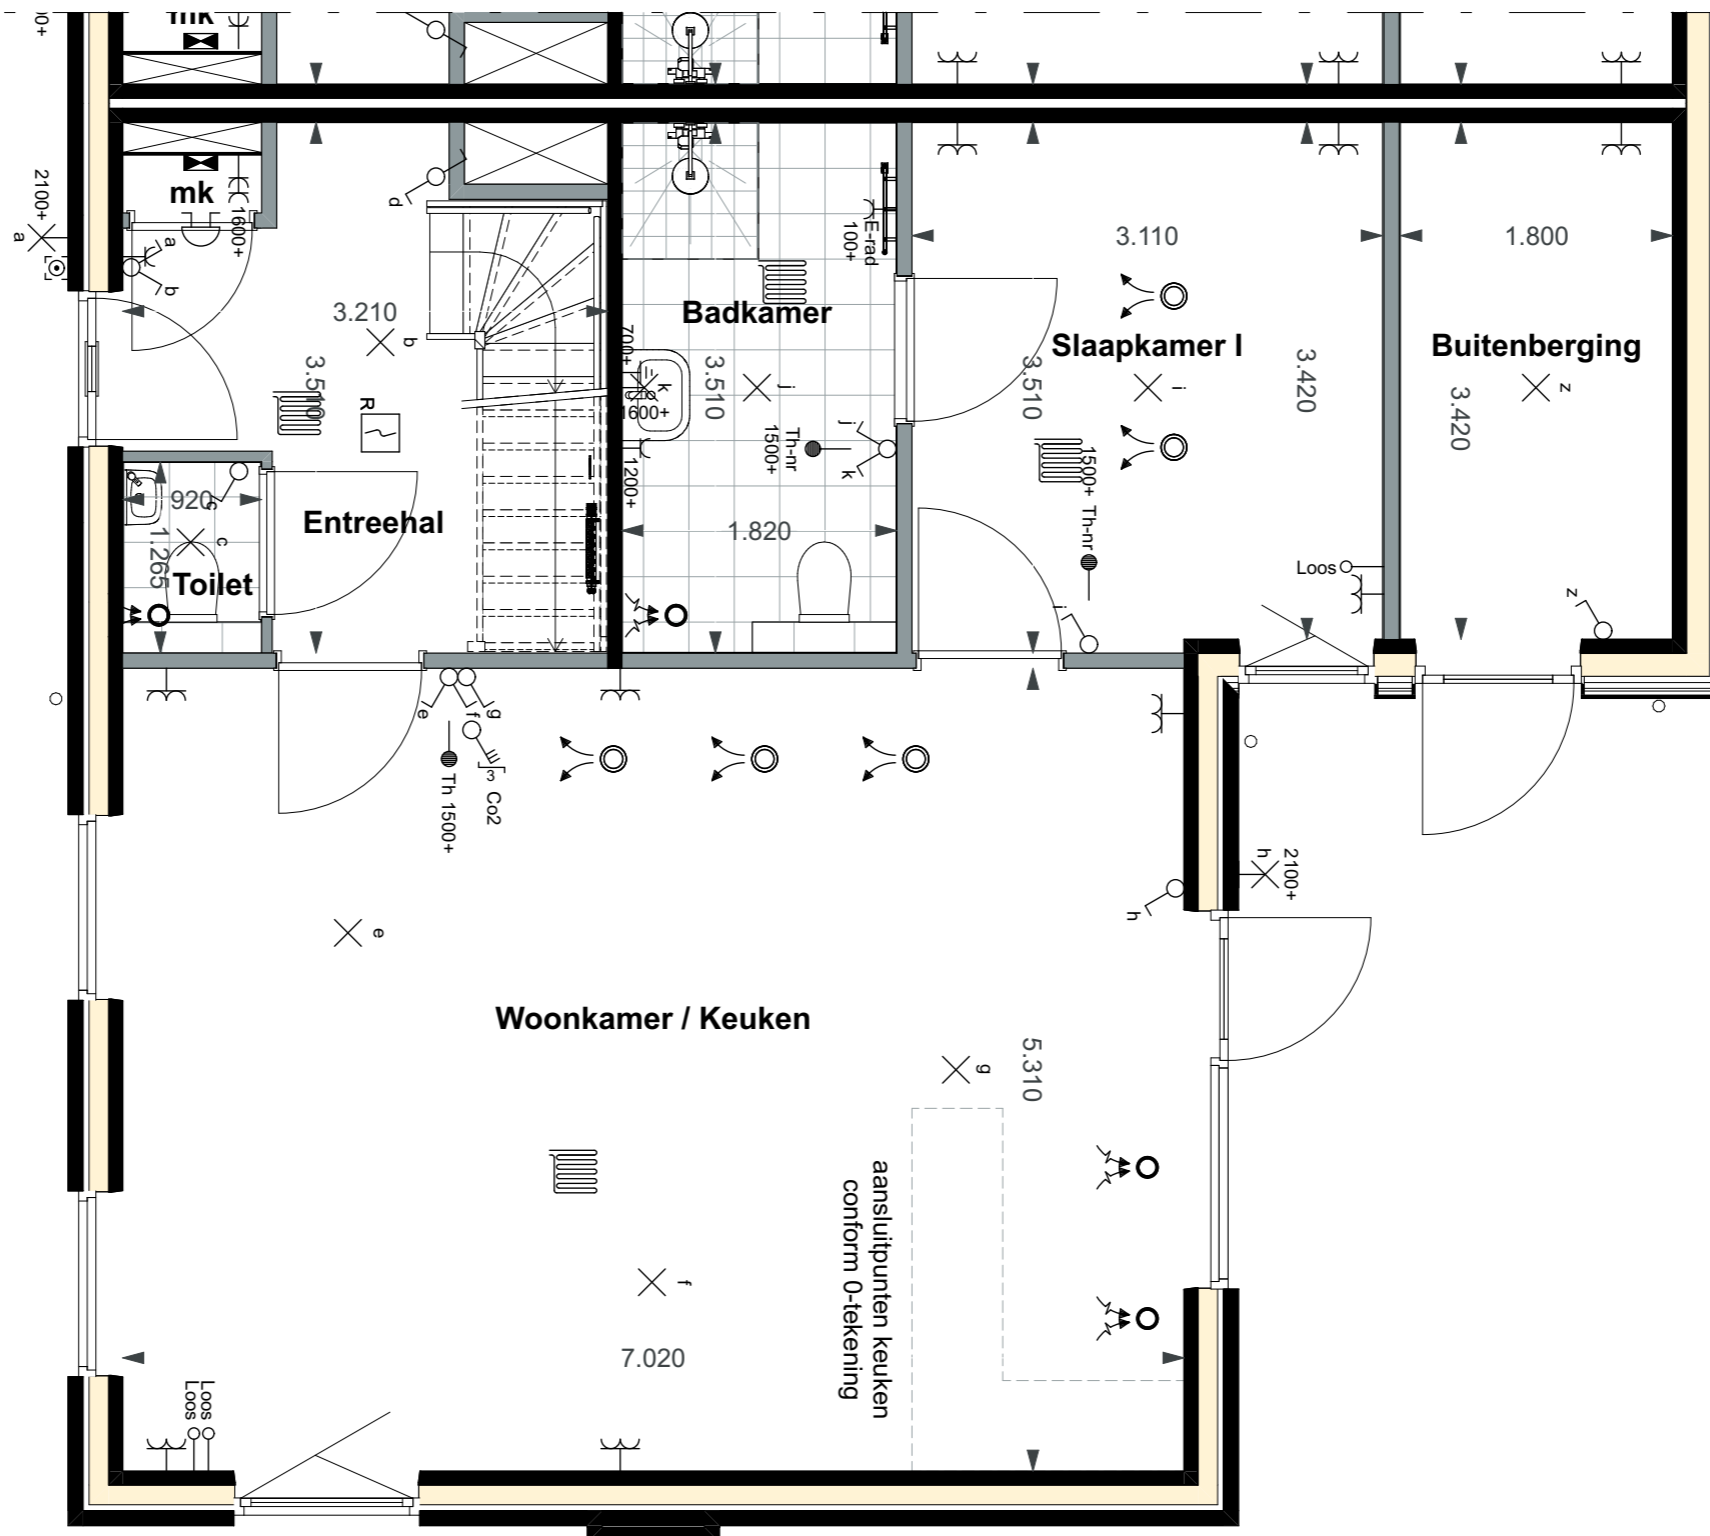 mk
1600+
mk
1600+
2100+
a
a
b
d
E-rad
100+
3.110
1.800
3.210
b
Badkamer
Slaapkamer I
Buitenberging
3.510
R
700+
k
1600+
1200+
3.510
j
Th-nr
1500+
j
k
3.510
i
3.420
3.420
z
1500+ Th-nr
920
c
c
1.265
Toilet
Entreehal
1.820
Loos
i
z
e
f
g
3
Co2
Th 1500+
h
h
2100+
e
Woonkamer / Keuken
g
5.310
aansluitpunten keuken
conform 0-tekening
f
7.020
Loos
Loos